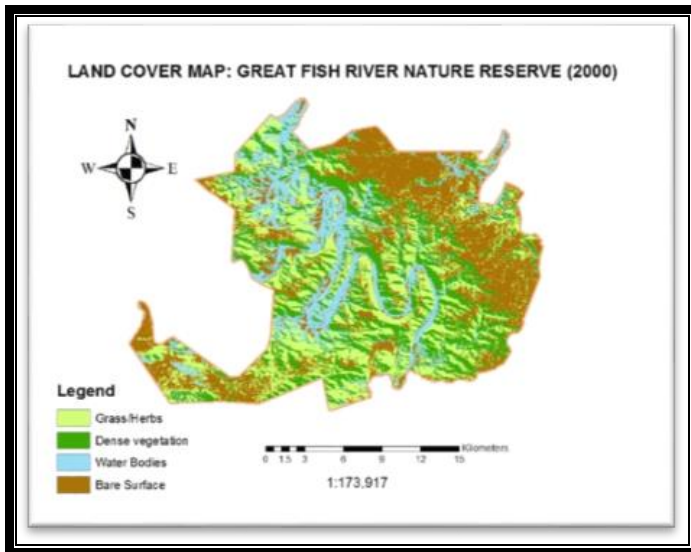 LAND COVER MAP: GREAT FISH RIVER NATURE RESERVE (2000)
N
W E
S
Legend
Grass/Herbs
Dense vegetation
Water Bodies
Bare Surface
Kilometers
0 1.5 3 6 9 12 15
1:173,917